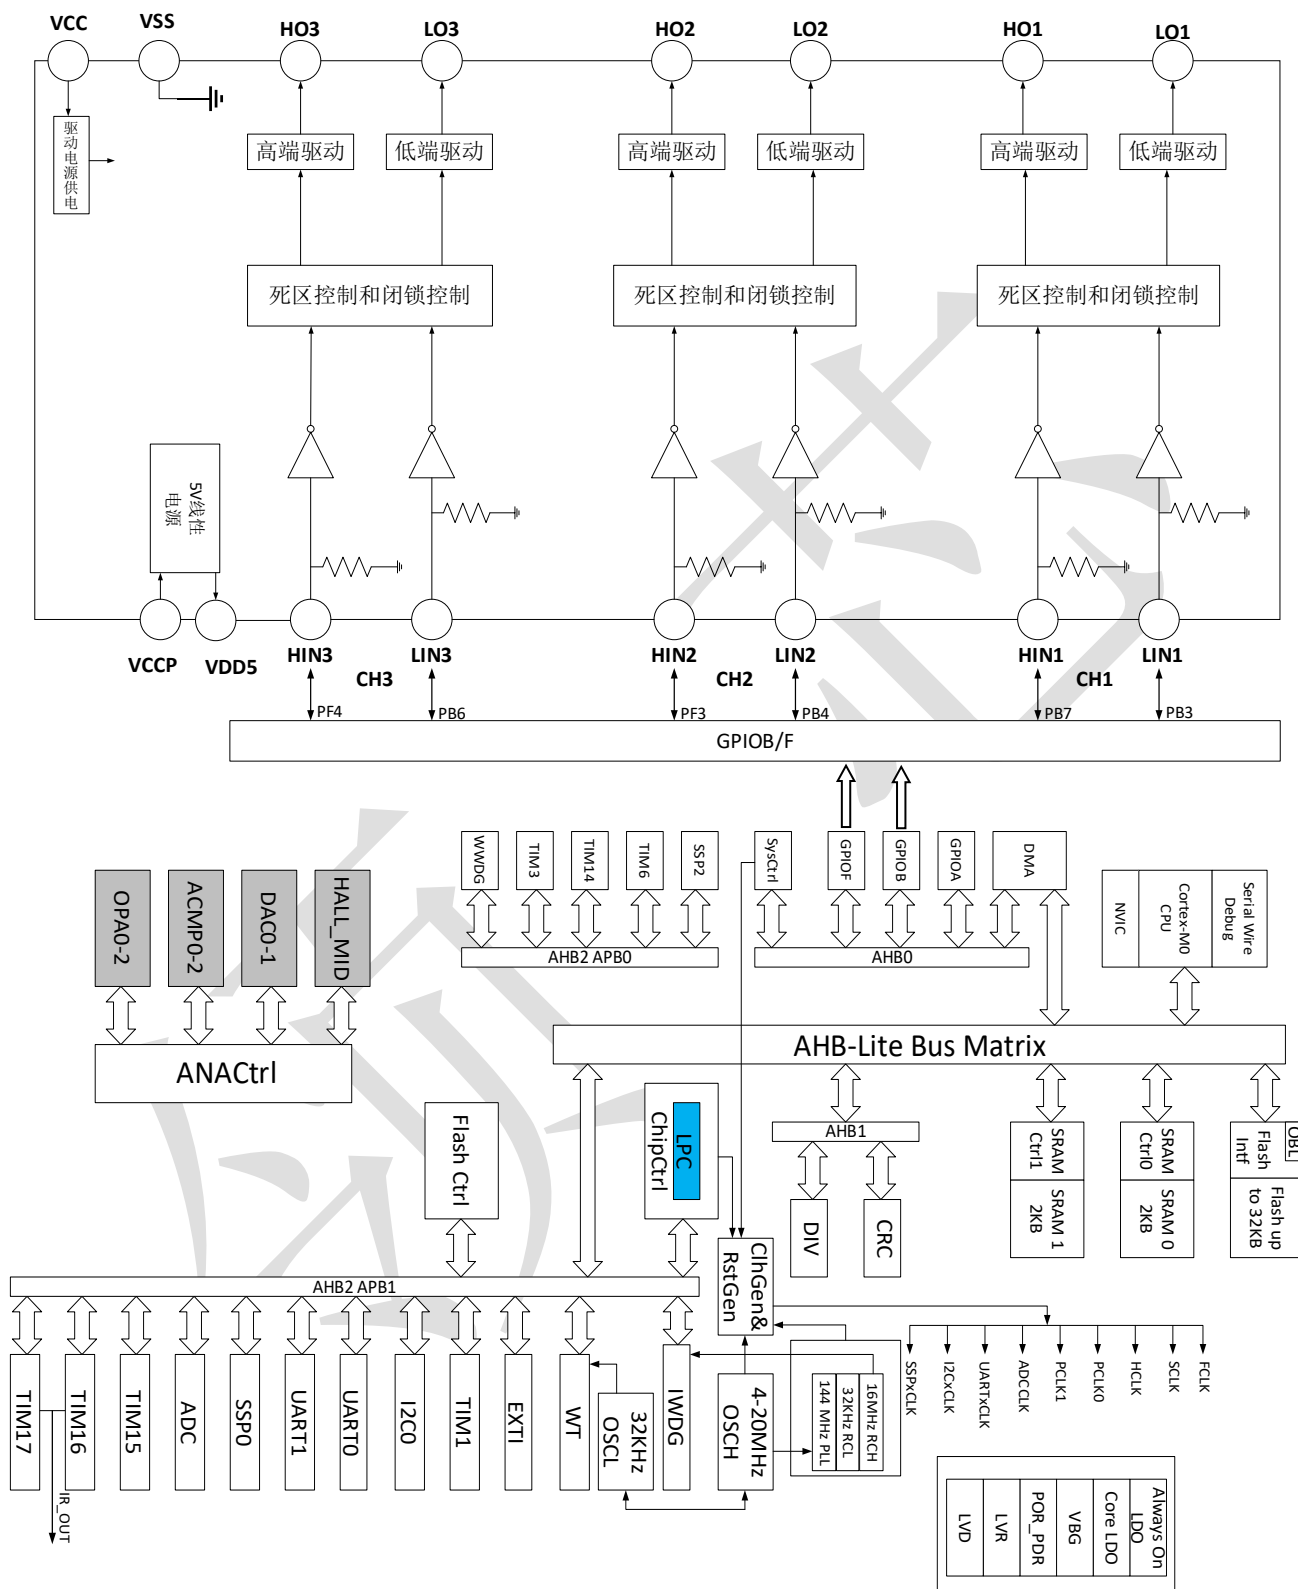 VCC
VSS
HO3
LO3
HO2
LO2
HO1
LO1
驱动电源供电
高端驱动
低端驱动
高端驱动
低端驱动
高端驱动
低端驱动
死区控制和闭锁控制
死区控制和闭锁控制
死区控制和闭锁控制
5V线性
电源
VCCP
VDD5
HIN3
CH3
LIN3
HIN2
CH2
LIN2
HIN1
CH1
LIN1
PF4
PB6
PF3
PB4
PB7
PB3
GPIOB/F
WWDG
TIM3
TIM14
TIM6
SSP2
SysCtrl
GPIOF
GPIOB
GPIOA
DMA
NVIC
Cortex-M0
CPU
Serial Wire
Debug
OPA0-2
ACMP0-2
DAC0-1
HALL_MID
AHB2 APB0
AHB0
ANACtrl
AHB-Lite Bus Matrix
Flash Ctrl
LPC
ChipCtrl
AHB1
DIV
CRC
SRAM
Ctrl1
SRAM 1
2KB
SRAM
Ctrl0
SRAM 0
2KB
OBL
Flash
Intf
Flash up
to 32KB
ClhGen&
RstGen
AHB2 APB1
TIM17
TIM16
TIM15
ADC
SSP0
UART1
UART0
I2C0
TIM1
EXTI
WT
32KHz
OSCL
IWDG
4-20MHz
OSCH
144 MHz PLL
32KHz RCL
16MHz RCH
SSPxCLK
I2CxCLK
UARTxCLK
ADCCLK
PCLK1
PCLK0
HCLK
SCLK
FCLK
IR_OUT
LVD
LVR
POR_PDR
VBG
Core LDO
Always On
LDO